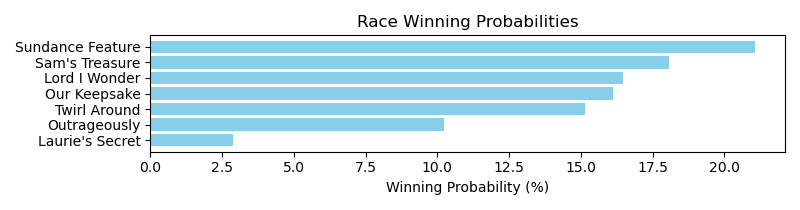 Race Winning Probabilities
Sundance Feature
Sam's Treasure
Lord I Wonder
Our Keepsake
Twirl Around
Outrageously
Laurie's Secret
0.0 2.5 5.0 7.5 10.0 12.5 15.0 17.5 20.0
Winning Probability (%)